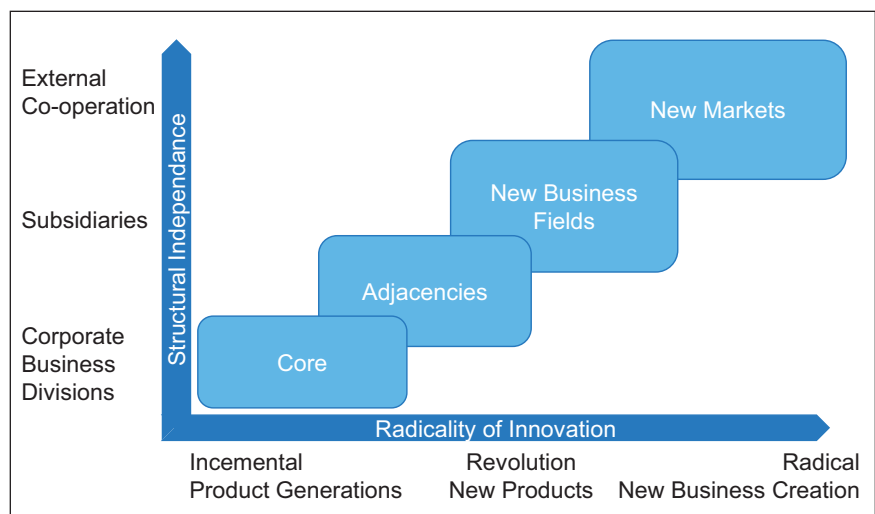 External
Co-operation
Subsidiaries
Corporate
Business
Divisions
Structural Independance
New Markets
New Business
Fields
Adjacencies
Core
Radicality of Innovation
Incemental
Product Generations
Revolution
New Products
Radical
New Business Creation